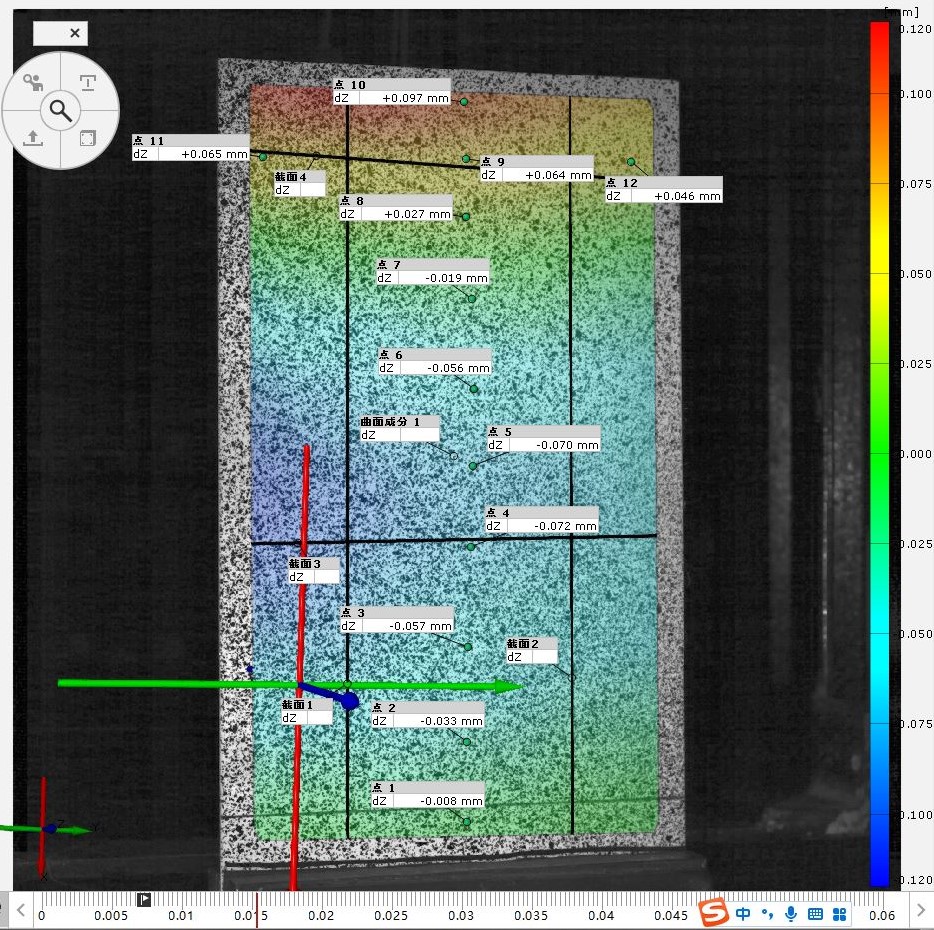 [mm]
0.120
点 10
dZ +0.097 mm
0.100
点 11
dZ +0.065 mm
点 9
dZ +0.064 mm
截面4
dZ
点 12
dZ +0.046 mm
0.075
点 8
dZ +0.027 mm
0.050
点 7
dZ -0.019 mm
点 6
dZ -0.056 mm
0.025
曲面成分 1
dZ
点 5
dZ -0.070 mm
0.000
点 4
dZ -0.072 mm
0.025
截面3
dZ
点 3
dZ -0.057 mm
0.050
截面2
dZ
截面1
dZ
点 2
dZ -0.033 mm
0.075
点 1
dZ -0.008 mm
0.100
Z
X
0.120
0 0.005 0.01 0.015 0.02 0.025 0.03 0.035 0.04 0.045 0.06
S 中